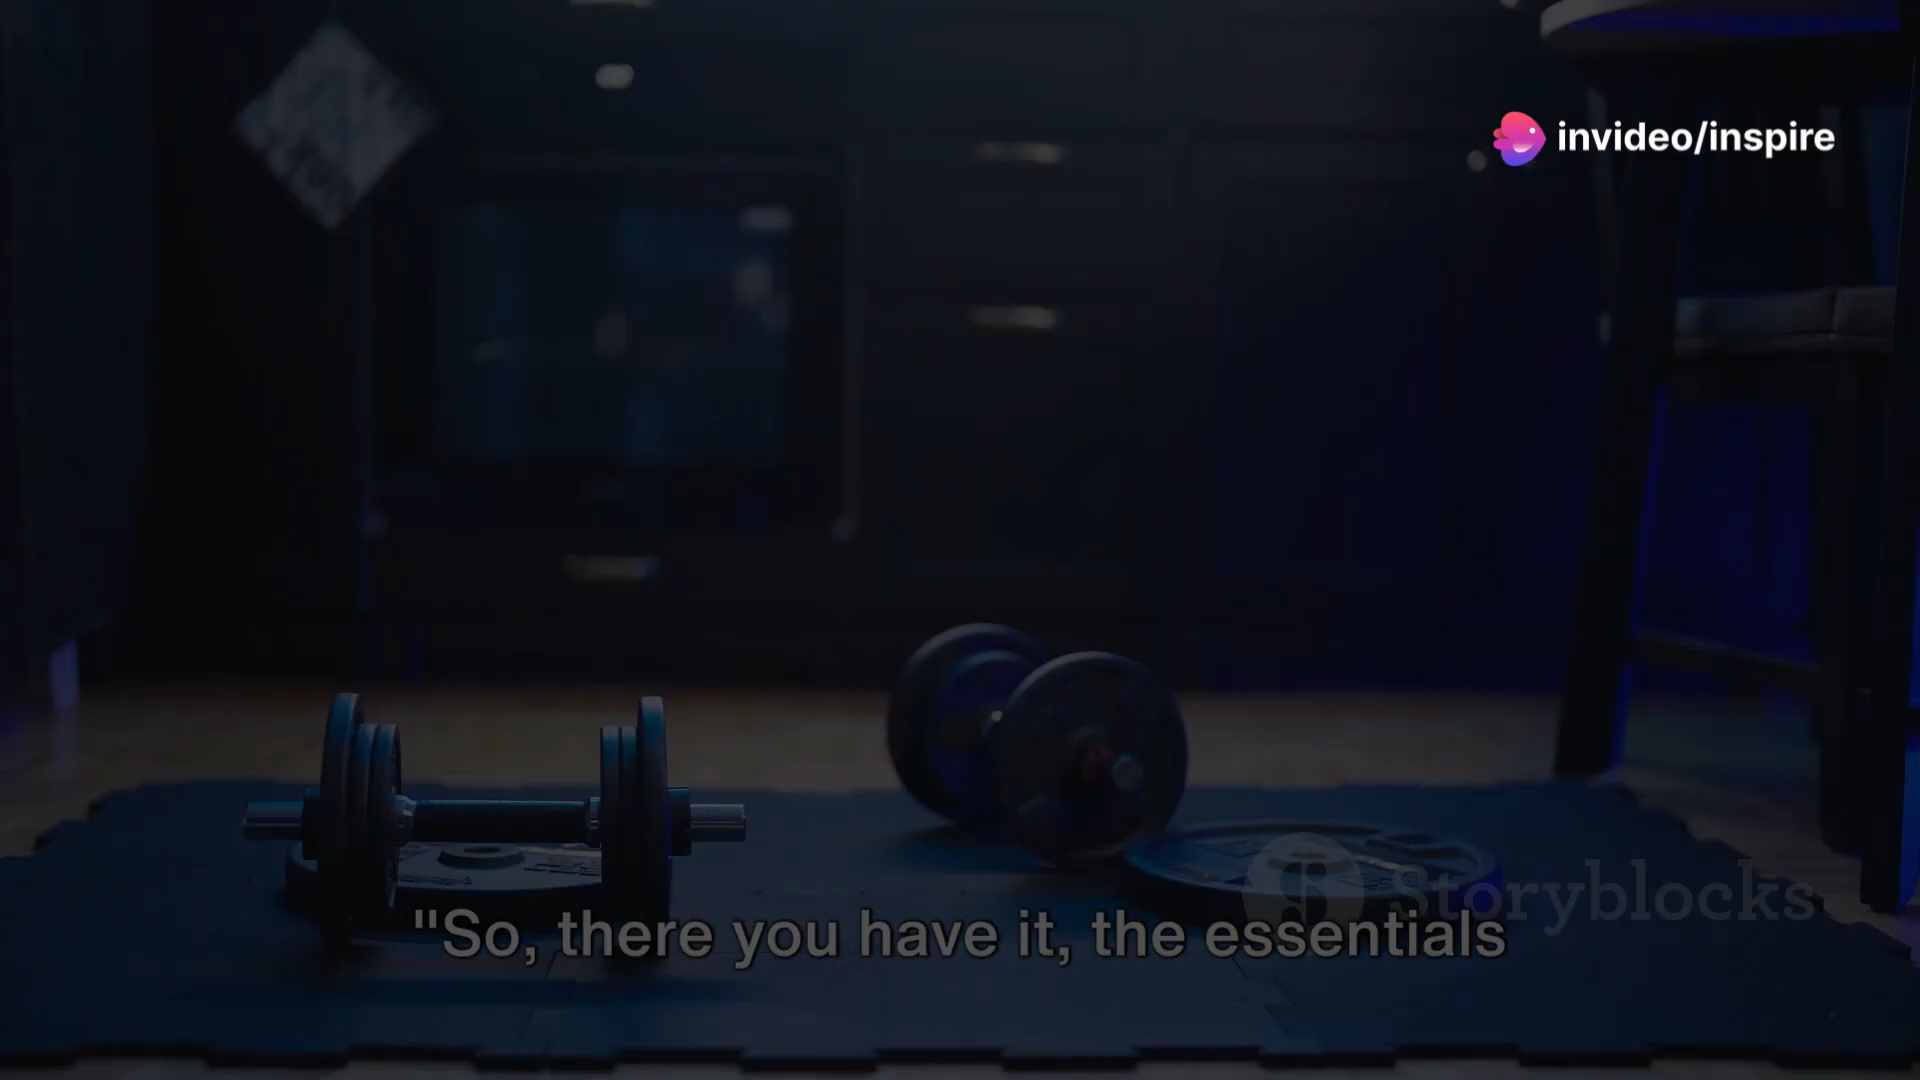 invideo/inspire
Storyblocks
"So, there you have it, the essentials